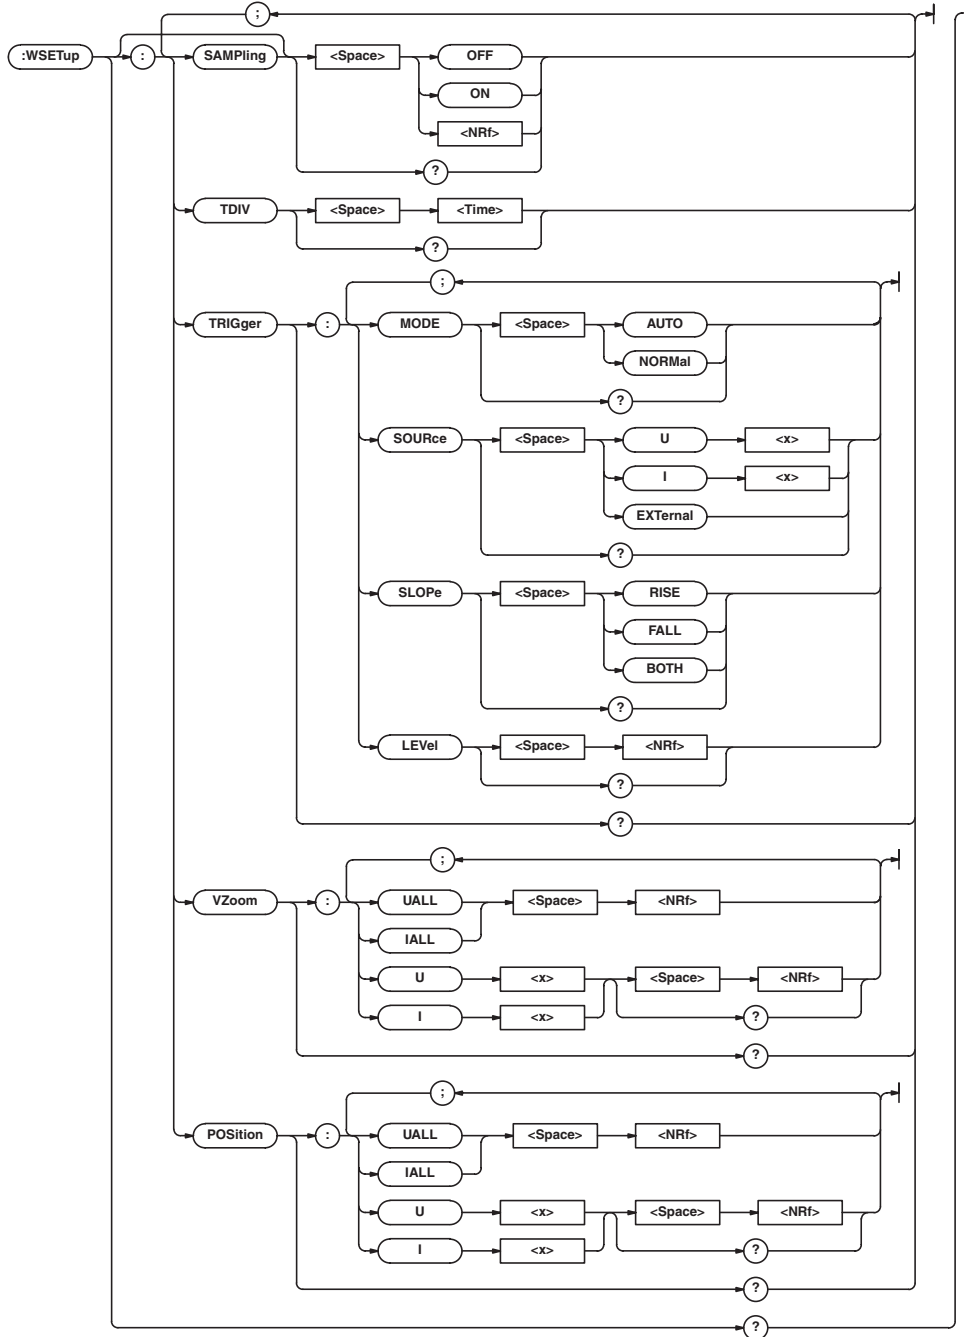 ;
:WSETup : SAMPling <Space> OFF
ON
<NRf>
?
TDIV <Space> <Time>
?
;
TRIGger : MODE <Space> AUTO
NORMal
?
SOURce <Space> U <x>
I <x>
EXTernal
?
SLOPe <Space> RISE
FALL
BOTH
?
LEVel <Space> <NRf>
?
?
;
VZoom : UALL <Space> <NRf>
IALL
U <x> <Space> <NRf>
I <x> ?
?
;
POSition : UALL <Space> <NRf>
IALL
U <x> <Space> <NRf>
I <x> ?
?
?